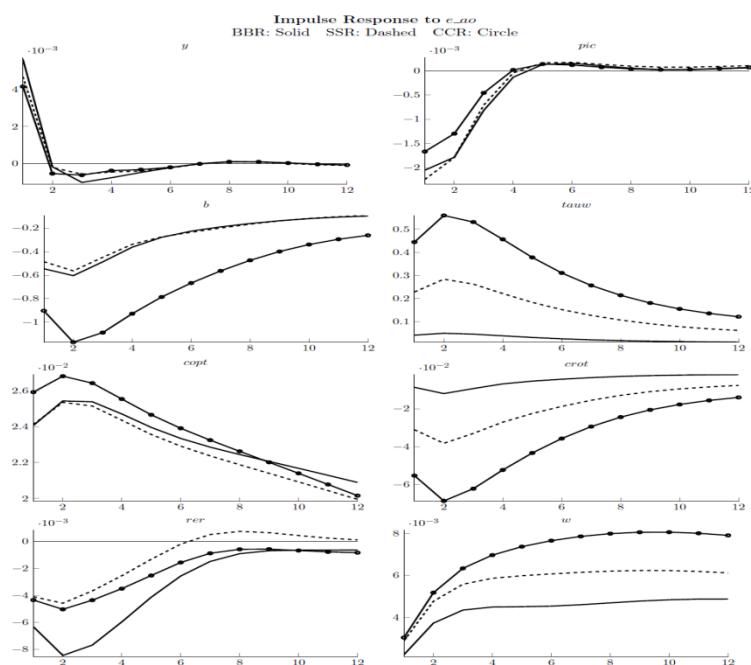 Impulse Response to e_ao
BBR: Solid SSR: Dashed CCR: Circle
y
pic
·10⁻³
·10⁻³
4
2
0
2 4 6 8 10 12
0
−0.5
−1
−1.5
−2
2 4 6 8 10 12
b
tauw
−0.2
−0.4
−0.6
−0.8
−1
2 4 6 8 10 12
0.5
0.4
0.3
0.2
0.1
2 4 6 8 10 12
copt
crot
·10⁻²
·10⁻²
2.6
2.4
2.2
2
2 4 6 8 10 12
−2
−4
−6
2 4 6 8 10 12
rer
w
·10⁻³
·10⁻³
0
−2
−4
−6
−8
2 4 6 8 10 12
8
6
4
2 4 6 8 10 12